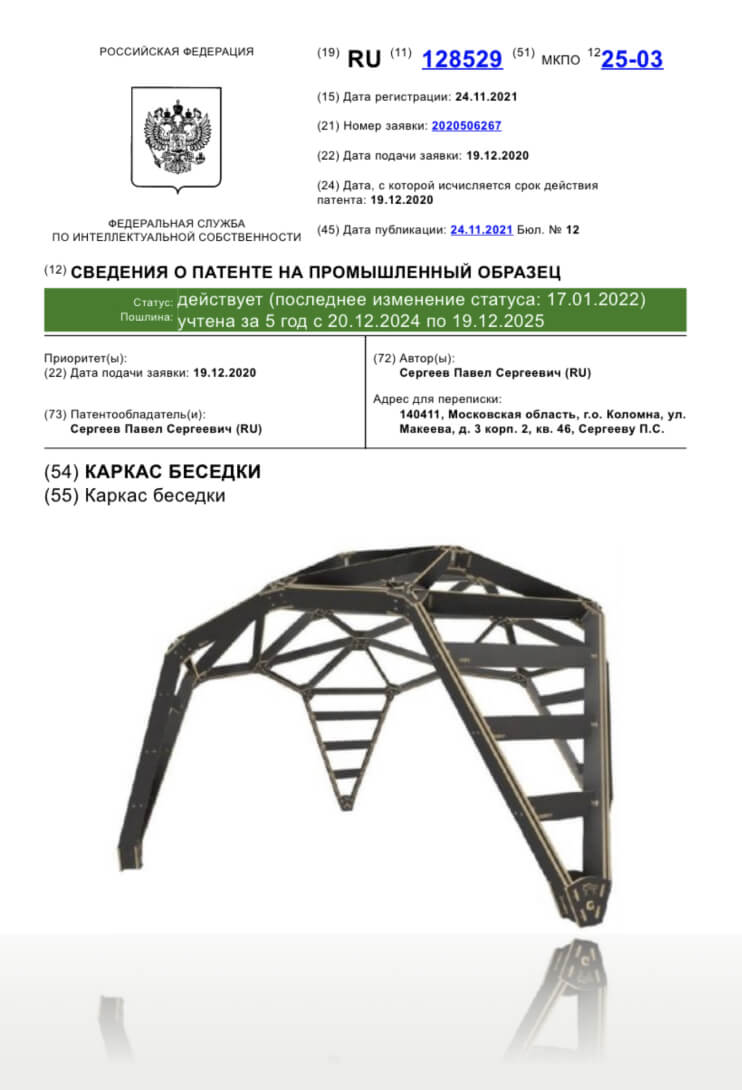 РОССИЙСКАЯ ФЕДЕРАЦИЯ
ФЕДЕРАЛЬНАЯ СЛУЖБА
ПО ИНТЕЛЛЕКТУАЛЬНОЙ СОБСТВЕННОСТИ
(19) RU (11) 128529 (51) МКПО 12 25-03
(15) Дата регистрации: 24.11.2021
(21) Номер заявки: 2020506267
(22) Дата подачи заявки: 19.12.2020
(24) Дата, с которой исчисляется срок действия
патента: 19.12.2020
(45) Дата публикации: 24.11.2021 Бюл. № 12
(12) СВЕДЕНИЯ О ПАТЕНТЕ НА ПРОМЫШЛЕННЫЙ ОБРАЗЕЦ
Статус: действует (последнее изменение статуса: 17.01.2022)
Пошлина: учтена за 5 год с 20.12.2024 по 19.12.2025
Приоритет(ы):
(22) Дата подачи заявки: 19.12.2020
(73) Патентообладатель(и):
Сергеев Павел Сергеевич (RU)
(72) Автор(ы):
Сергеев Павел Сергеевич (RU)
Адрес для переписки:
140411, Московская область, г.о. Коломна, ул.
Макеева, д. 3 корп. 2, кв. 46, Сергееву П.С.
(54) КАРКАС БЕСЕДКИ
(55) Каркас беседки